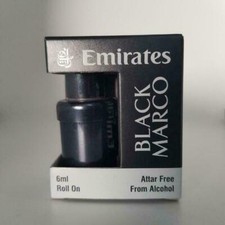 Emirates
BLACK
MARCO
6ml
Roll On
Attar Free
From Alcohol